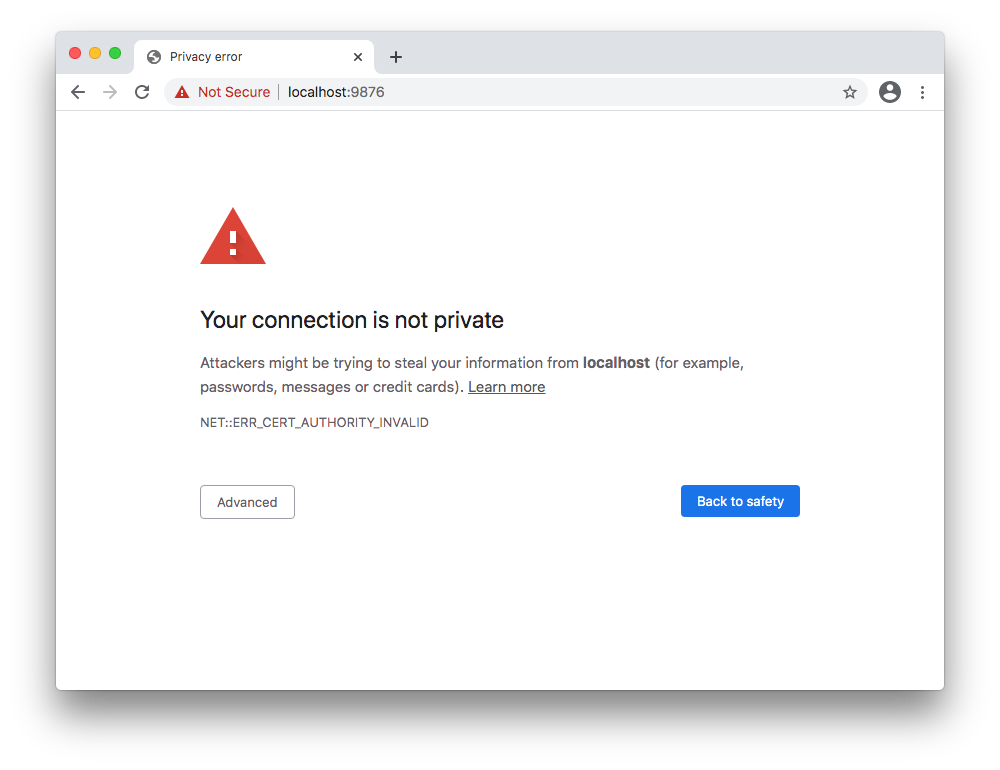 Privacy error
Not Secure | localhost:9876
Your connection is not private
Attackers might be trying to steal your information from localhost (for example,
passwords, messages or credit cards). Learn more
NET::ERR_CERT_AUTHORITY_INVALID
Advanced
Back to safety